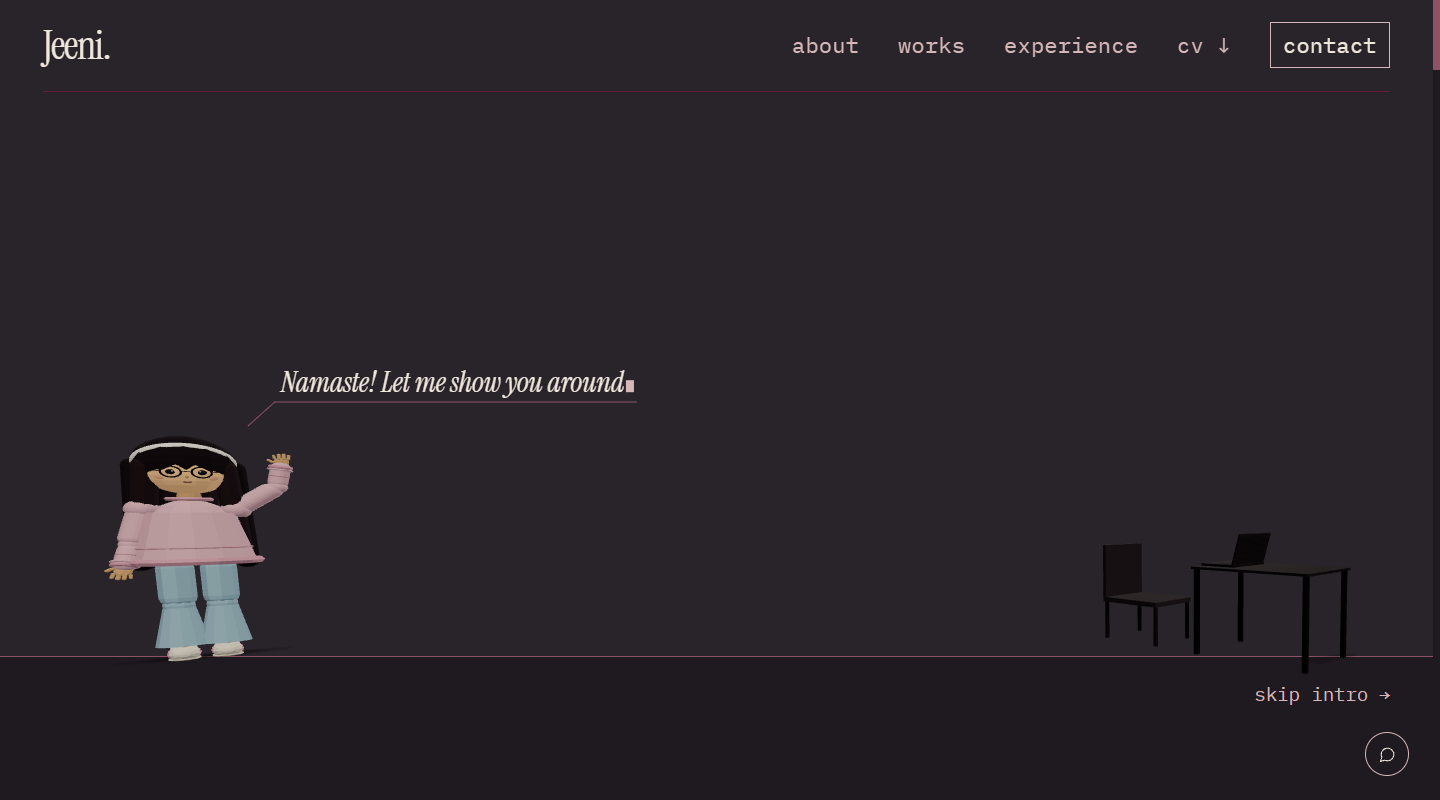 Jeeni.
about
works
experience
cv ↓
contact
Namaste! Let me show you around
skip intro →